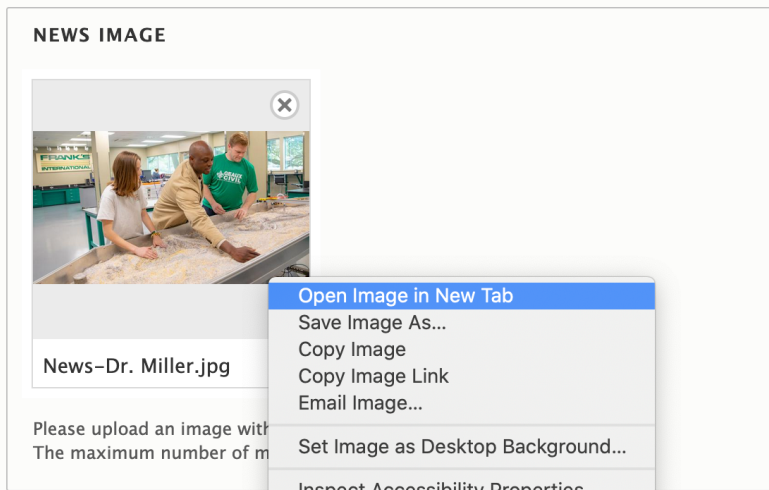 NEWS IMAGE
FRANK'S
INTERNATIONAL
GEAUX
CIVIL
Open Image in New Tab
Save Image As...
News-Dr. Miller.jpg
Copy Image
Copy Image Link
Email Image...
Please upload an image with
The maximum number of m
Set Image as Desktop Background...
Inspect Accessibility Properties